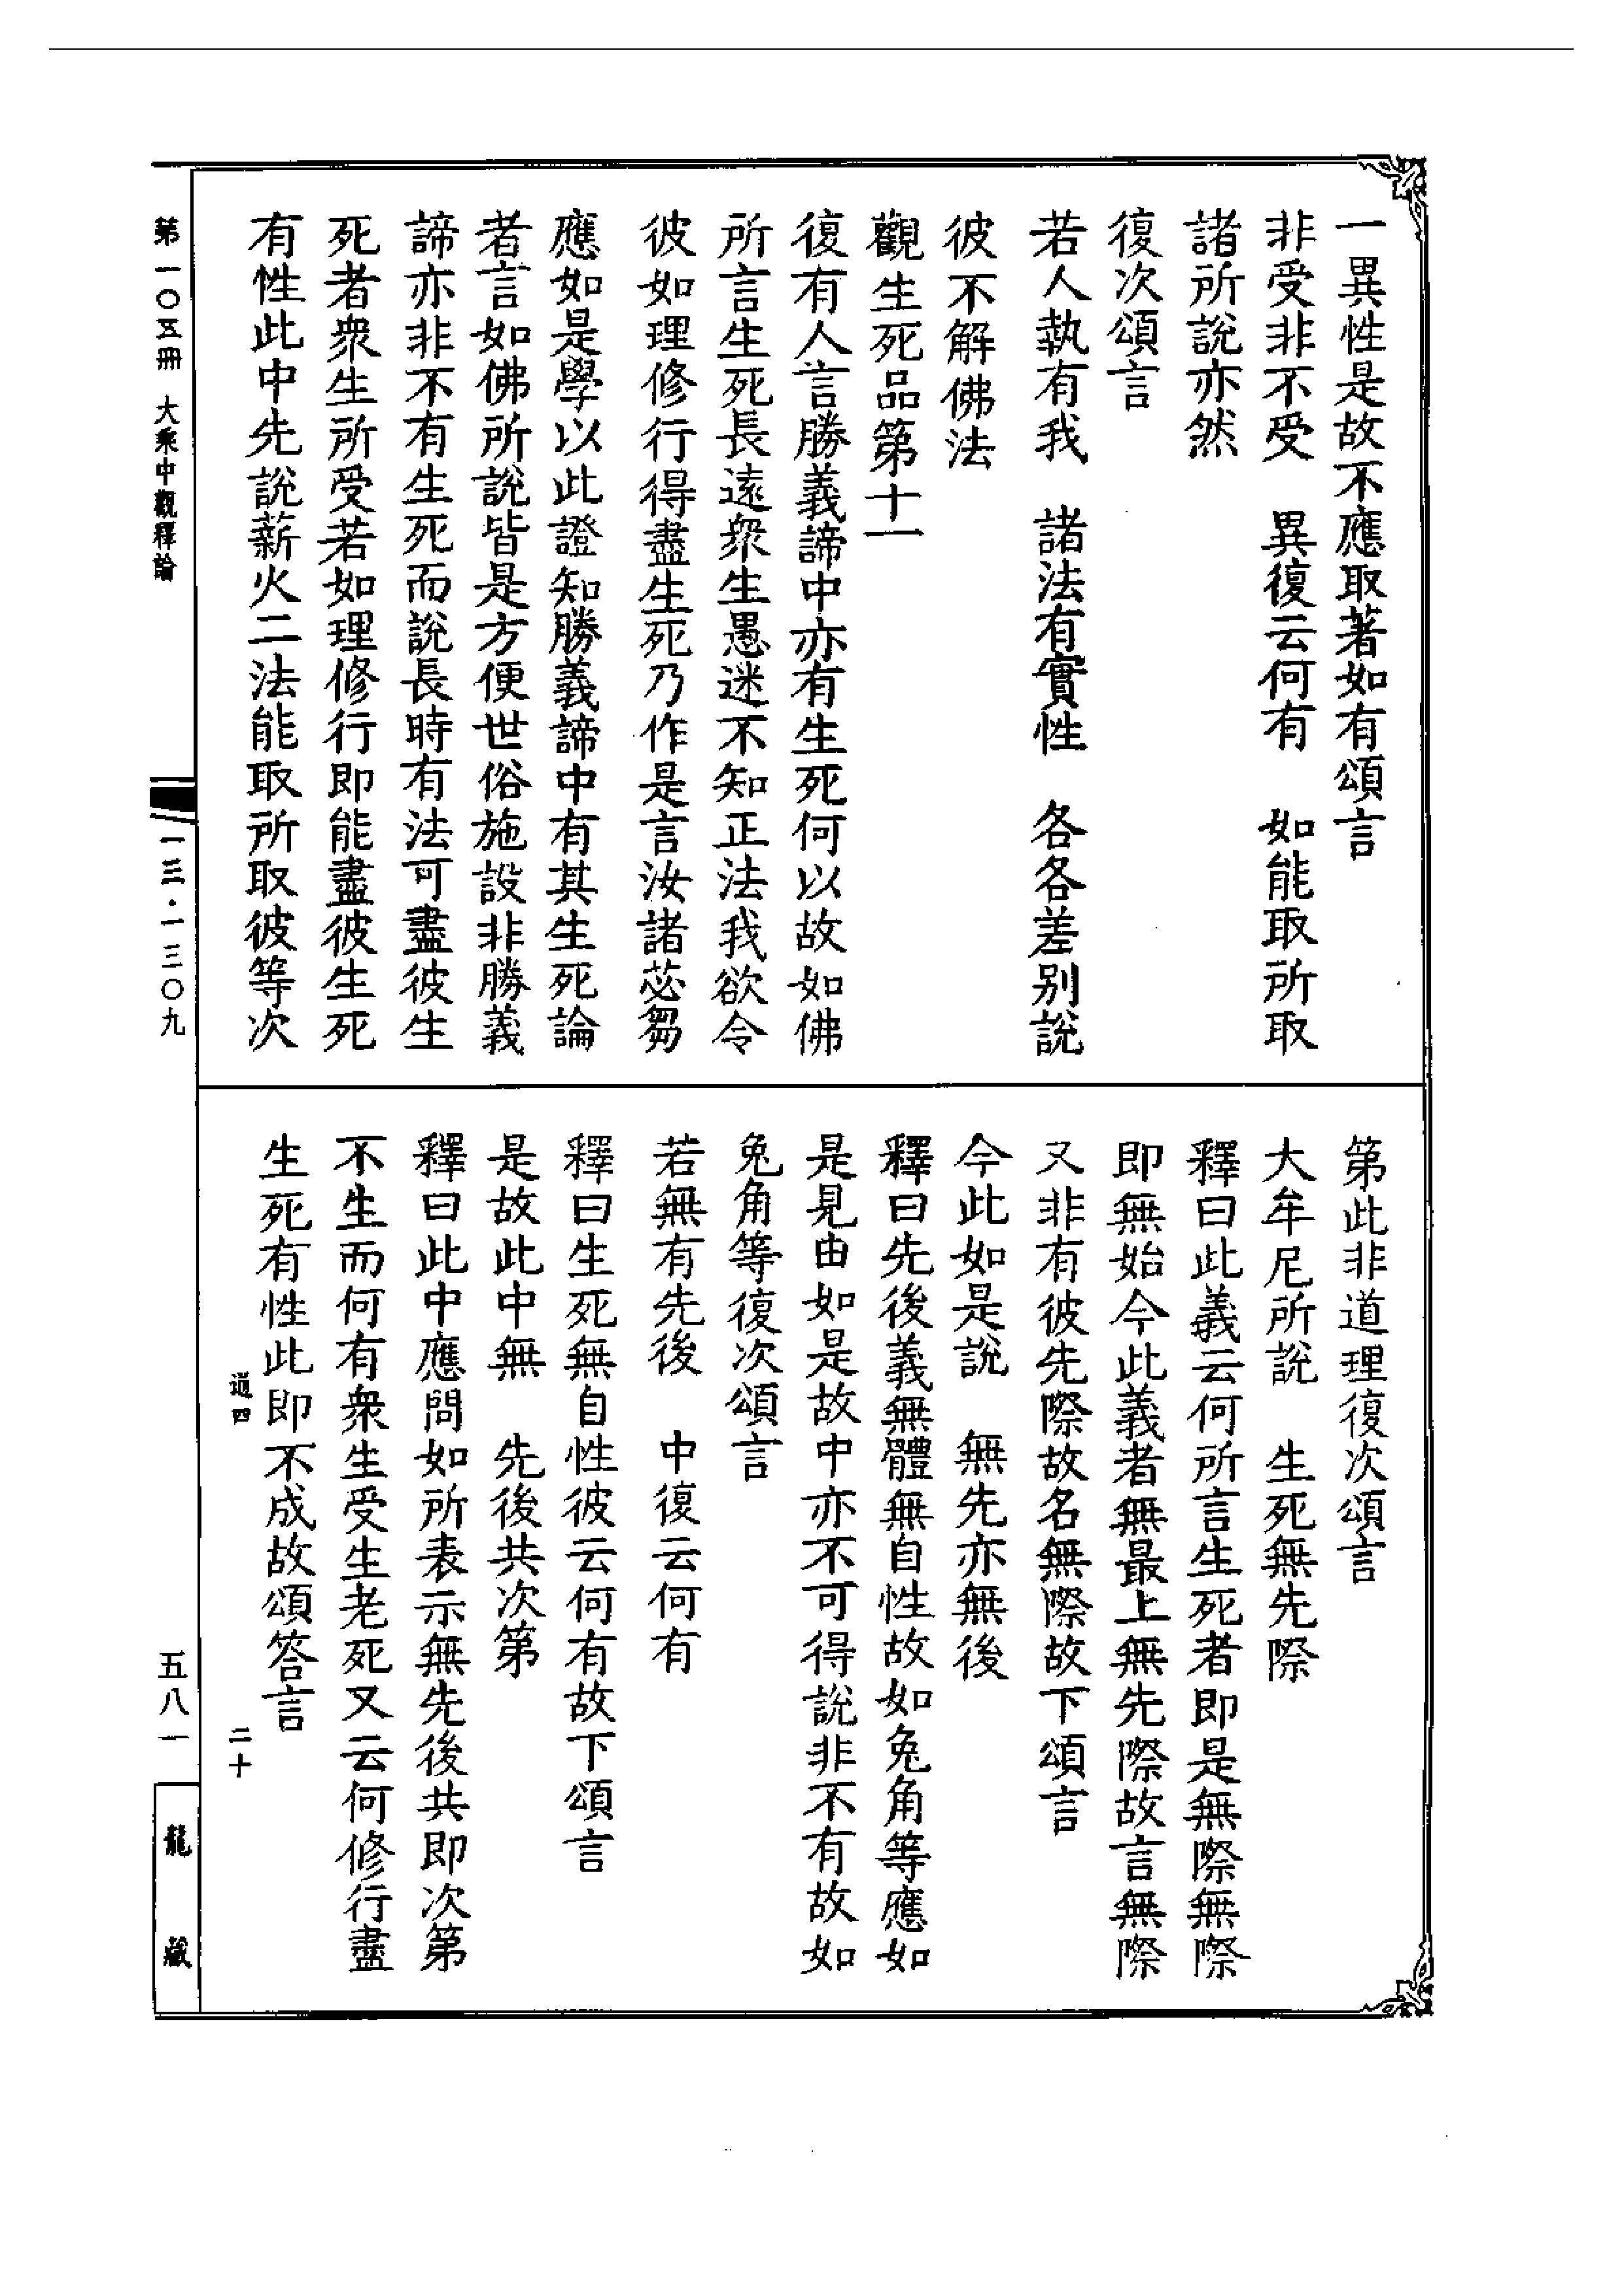 一異性是故不應取著如有頌言
非受非不受　異復云何有　如能取所取
諸所說亦然
復次頌言
若人執有我　諸法有實性　各各差別說
彼不解佛法
觀生死品第十一
復有人言勝義諦中亦有生死何以故如佛
所言生死長遠衆生愚迷不知正法我欲令
彼如理修行得盡生死乃作是言汝諸苾芻
應如是學以此證知勝義諦中有其生死論
者言如佛所說皆是方便世俗施設非勝義
諦亦非不有生死而說長時有法可盡彼生
死者衆生所受若如理修行即能盡彼生死
有性此中先說薪火二法能取所取彼等次
第此非道理復次頌言
大牟尼所說　生死無先際
釋曰此義云何所言生死者即是無際無際
即無始今此義者無最上無先際故言無際
又非有彼先際故名無際故下頌言
今此如是說　無先亦無後
釋曰先後義無體無自性故如兔角等應如
是見由如是故中亦不可得說非不有故如
兔角等復次頌言
若無有先後　中復云何有
釋曰生死無自性彼云何有故下頌言
是故此中無　先後共次第
釋曰此中應問如所表示無先後共即次第
不生而何有衆生受生老死又云何修行盡
生死有性此即不成故頌答言
道四　二十
第一〇五冊　大乘中觀釋論
一三·一三〇九
五八一
龍藏